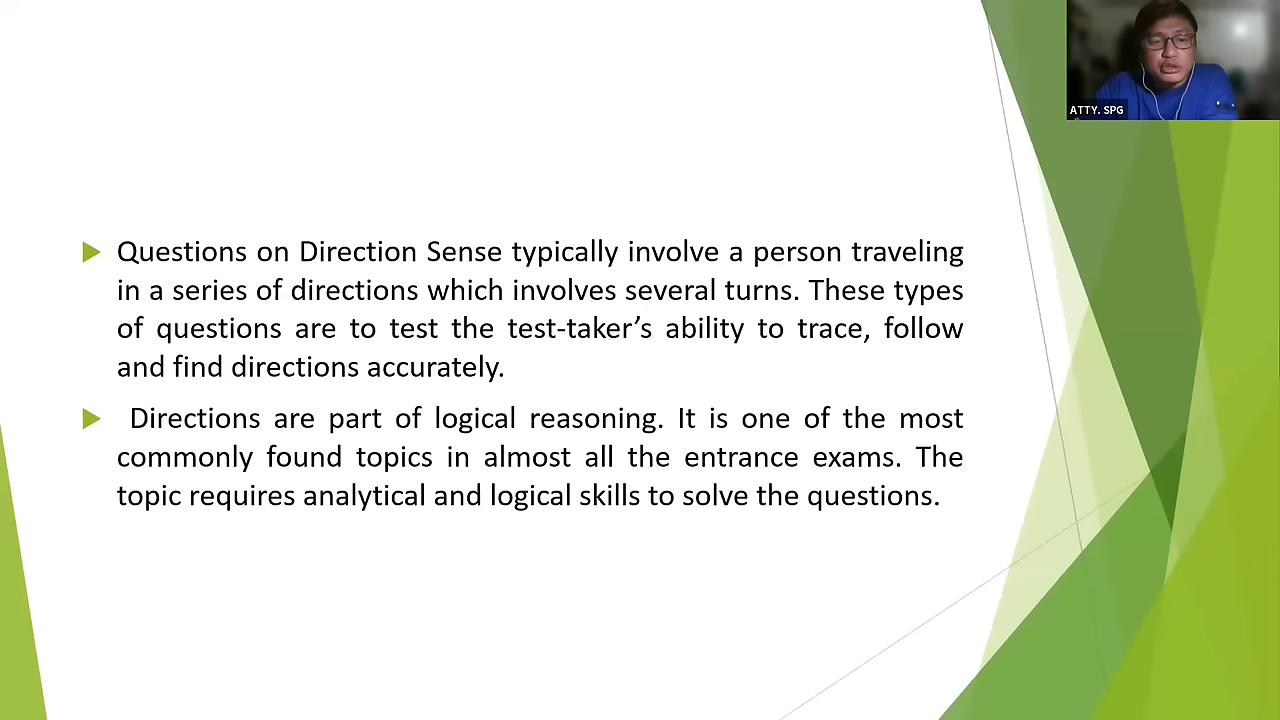 ATTY. SPG
Questions on Direction Sense typically involve a person traveling
in a series of directions which involves several turns. These types
of questions are to test the test-taker’s ability to trace, follow
and find directions accurately.
Directions are part of logical reasoning. It is one of the most
commonly found topics in almost all the entrance exams. The
topic requires analytical and logical skills to solve the questions.